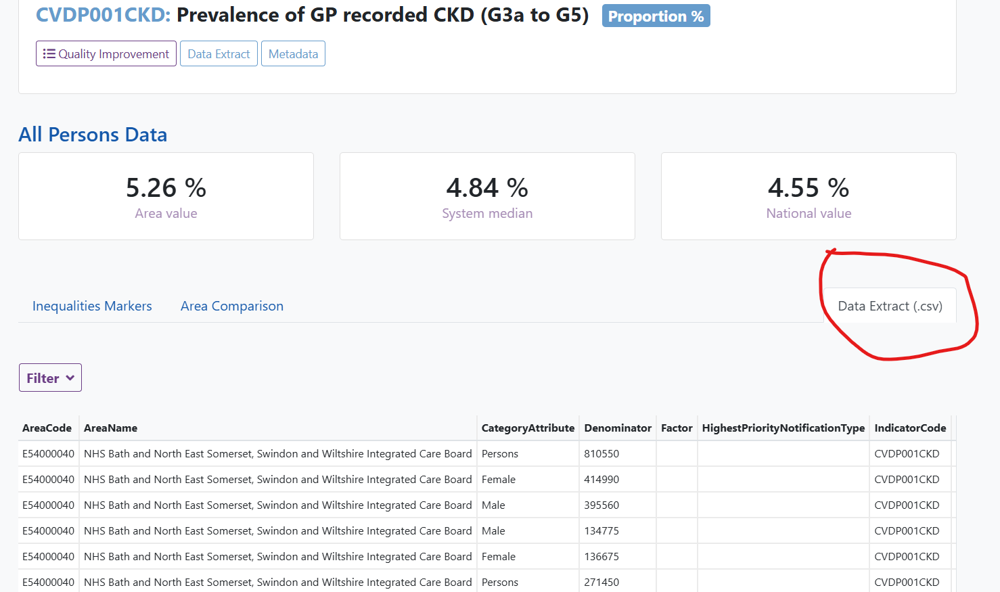 CVDP001CKD: Prevalence of GP recorded CKD (G3a to G5) Proportion %
Quality Improvement Data Extract Metadata
All Persons Data
5.26 % 4.84 % 4.55 %
Area value System median National value
Inequalities Markers Area Comparison Data Extract (.csv)
Filter
AreaCode AreaName CategoryAttribute Denominator Factor HighestPriorityNotificationType IndicatorCode
E54000040 NHS Bath and North East Somerset, Swindon and Wiltshire Integrated Care Board Persons 810550 CVDP001CKD
E54000040 NHS Bath and North East Somerset, Swindon and Wiltshire Integrated Care Board Female 414990 CVDP001CKD
E54000040 NHS Bath and North East Somerset, Swindon and Wiltshire Integrated Care Board Male 395560 CVDP001CKD
E54000040 NHS Bath and North East Somerset, Swindon and Wiltshire Integrated Care Board Male 134775 CVDP001CKD
E54000040 NHS Bath and North East Somerset, Swindon and Wiltshire Integrated Care Board Female 136675 CVDP001CKD
E54000040 NHS Bath and North East Somerset, Swindon and Wiltshire Integrated Care Board Persons 271450 CVDP001CKD